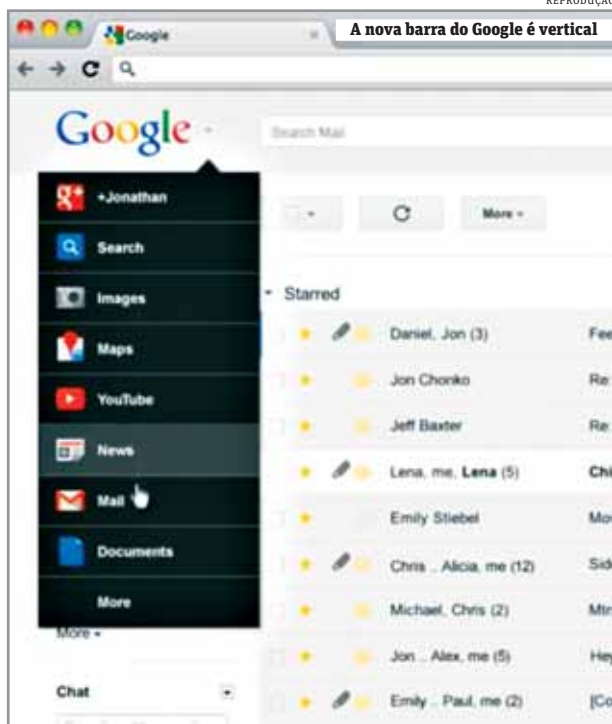 REPRODUÇÃO
A nova barra do Google é vertical
Google
Google
Search Mail
+Jonathan
Search
Images
Maps
YouTube
News
Mail
Documents
More
More
Starred
Daniel, Jon (3) Fee
Jon Chonko Re:
Jeff Baxter Re:
Lena, me, Lena (5) Chi
Emily Stiebel Mov
Chris .. Alicia, me (12) Side
Michael, Chris (2) Mtn
Jon .. Alex, me (5) Hey
Emily .. Paul, me (2) [Co
More
Chat